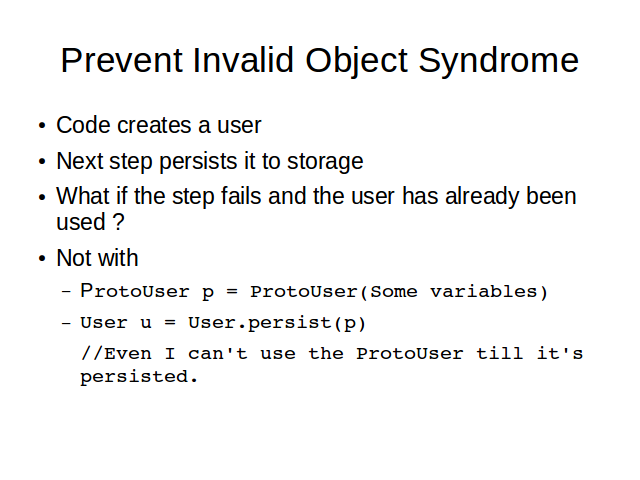 Prevent Invalid Object Syndrome
• Code creates a user
• Next step persists it to storage
• What if the step fails and the user has already been
used ?
• Not with
– ProtoUser p = ProtoUser(Some variables)
– User u = User.persist(p)
//Even I can't use the ProtoUser till it's
persisted.